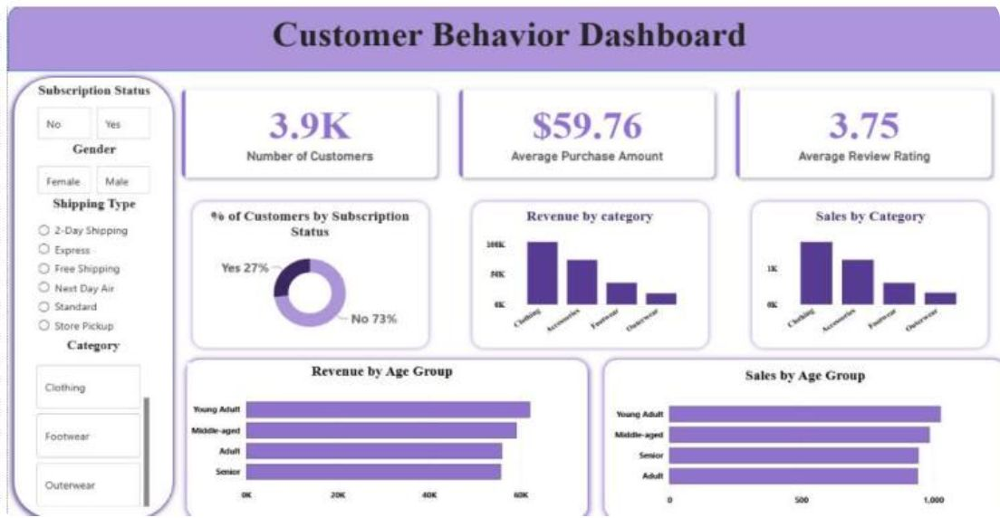 Customer Behavior Dashboard
Subscription Status
No
Yes
Gender
Female
Male
Shipping Type
2-Day Shipping
Express
Free Shipping
Next Day Air
Standard
Store Pickup
Category
Clothing
Footwear
Outerwear
3.9K
Number of Customers
$59.76
Average Purchase Amount
3.75
Average Review Rating
% of Customers by Subscription
Status
Yes 27%
No 73%
Revenue by category
100K
50K
0K
Clothing
Accessories
Footwear
Outerwear
Sales by Category
1K
0K
Clothing
Accessories
Footwear
Outerwear
Revenue by Age Group
Young Adult
Middle-aged
Adult
Senior
0K
20K
40K
60K
Sales by Age Group
Young Adult
Middle-aged
Senior
Adult
0
500
1,000